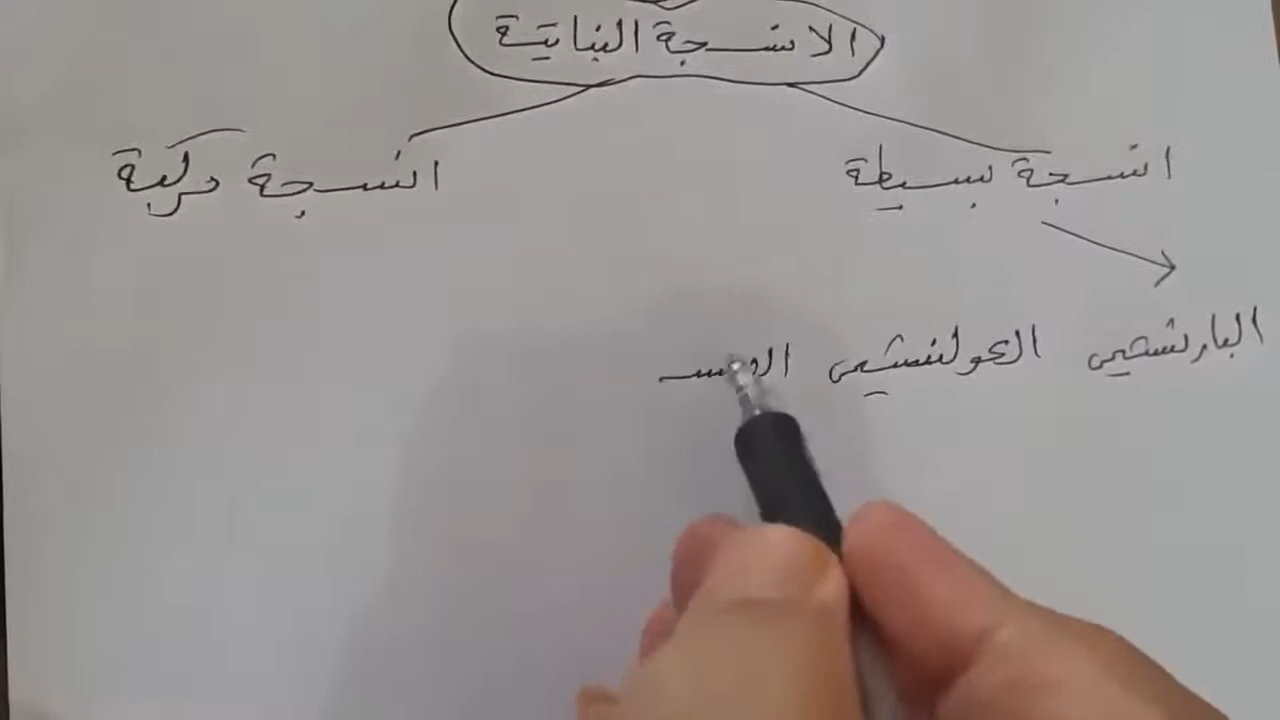 الانسجة النباتية
انسجة بسيطة
انسجة مركبة
البارنشيمي الكولنشيمي